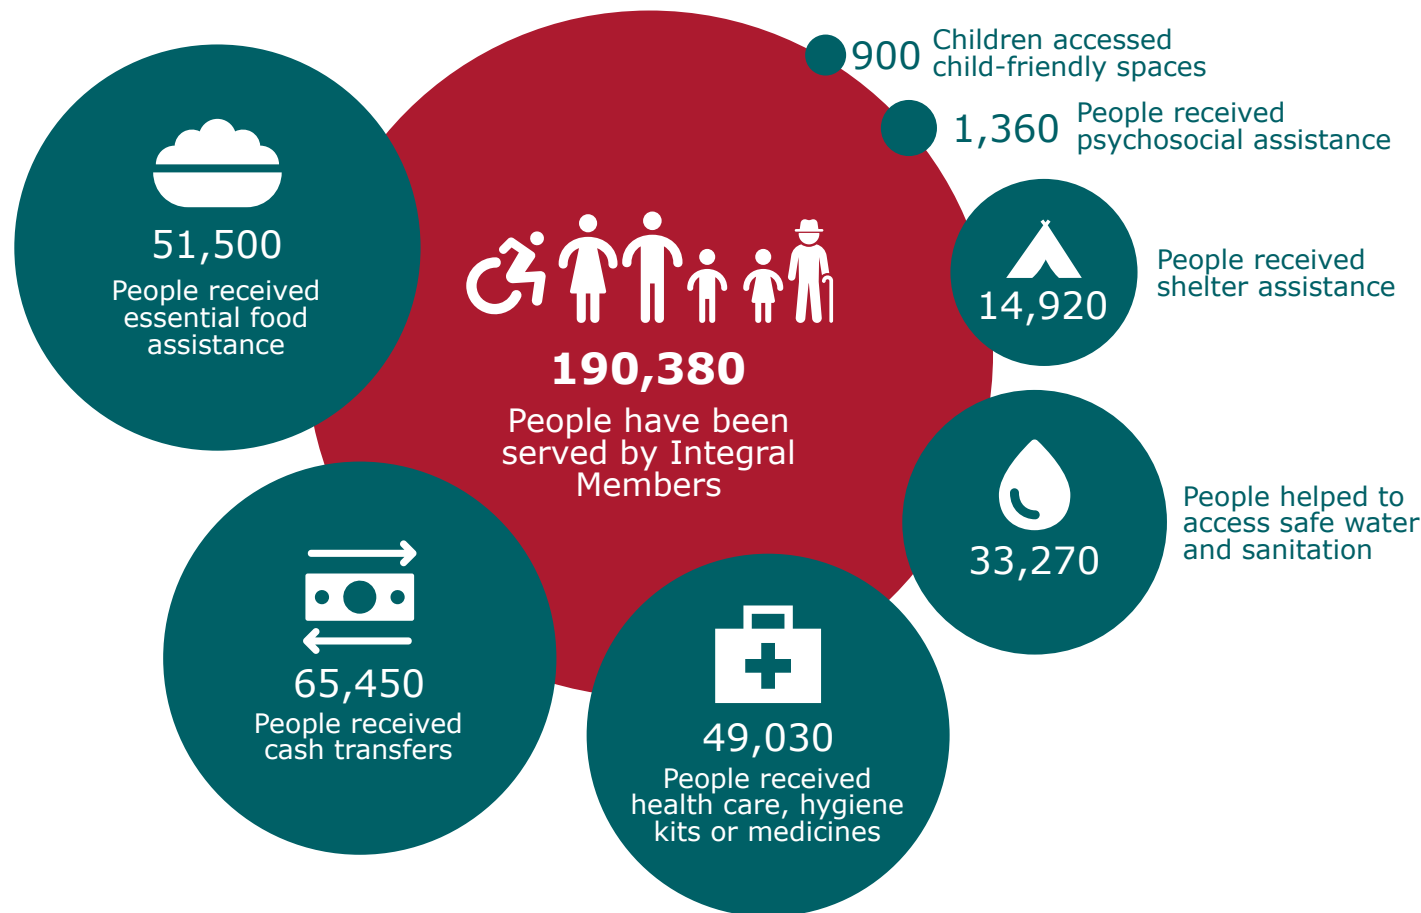 900
Children accessed
child-friendly spaces
1,360
People received
psychosocial assistance
51,500
People received
essential food
assistance
14,920
People received
shelter assistance
190,380
People have been
served by Integral
Members
33,270
People helped to
access safe water
and sanitation
65,450
People received
cash transfers
49,030
People received
health care, hygiene
kits or medicines